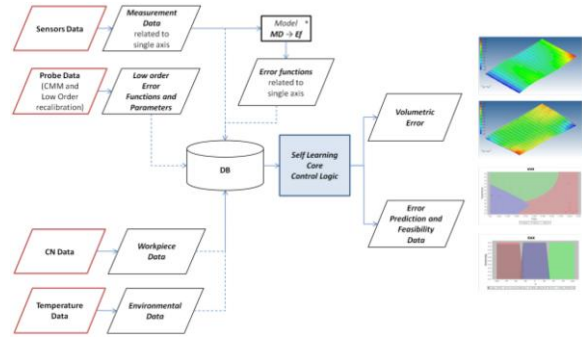 Sensors Data
Measurement
Data
related to
single axis
Model *
MD → Ef
Probe Data
(CMM and
Low Order
recalibration)
Low order
Error
Functions and
Parameters
Error functions
related to
single axis
Volumetric
Error
DB
Self Learning
Core
Control Logic
Error
Prediction and
Feasibility
Data
CN Data
Workpiece
Data
Temperature
Data
Environmental
Data